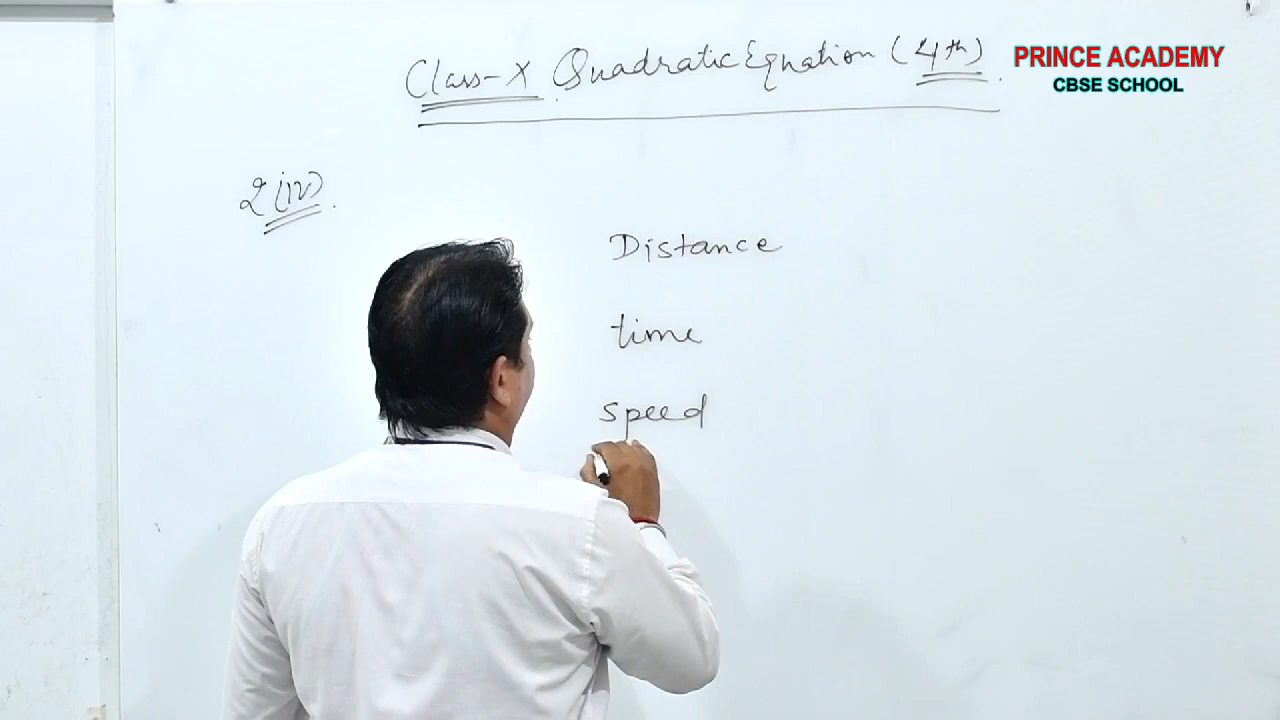 Class-X Quadratic Equation (4th)
PRINCE ACADEMY
CBSE SCHOOL
2(iv)
Distance
time
speed